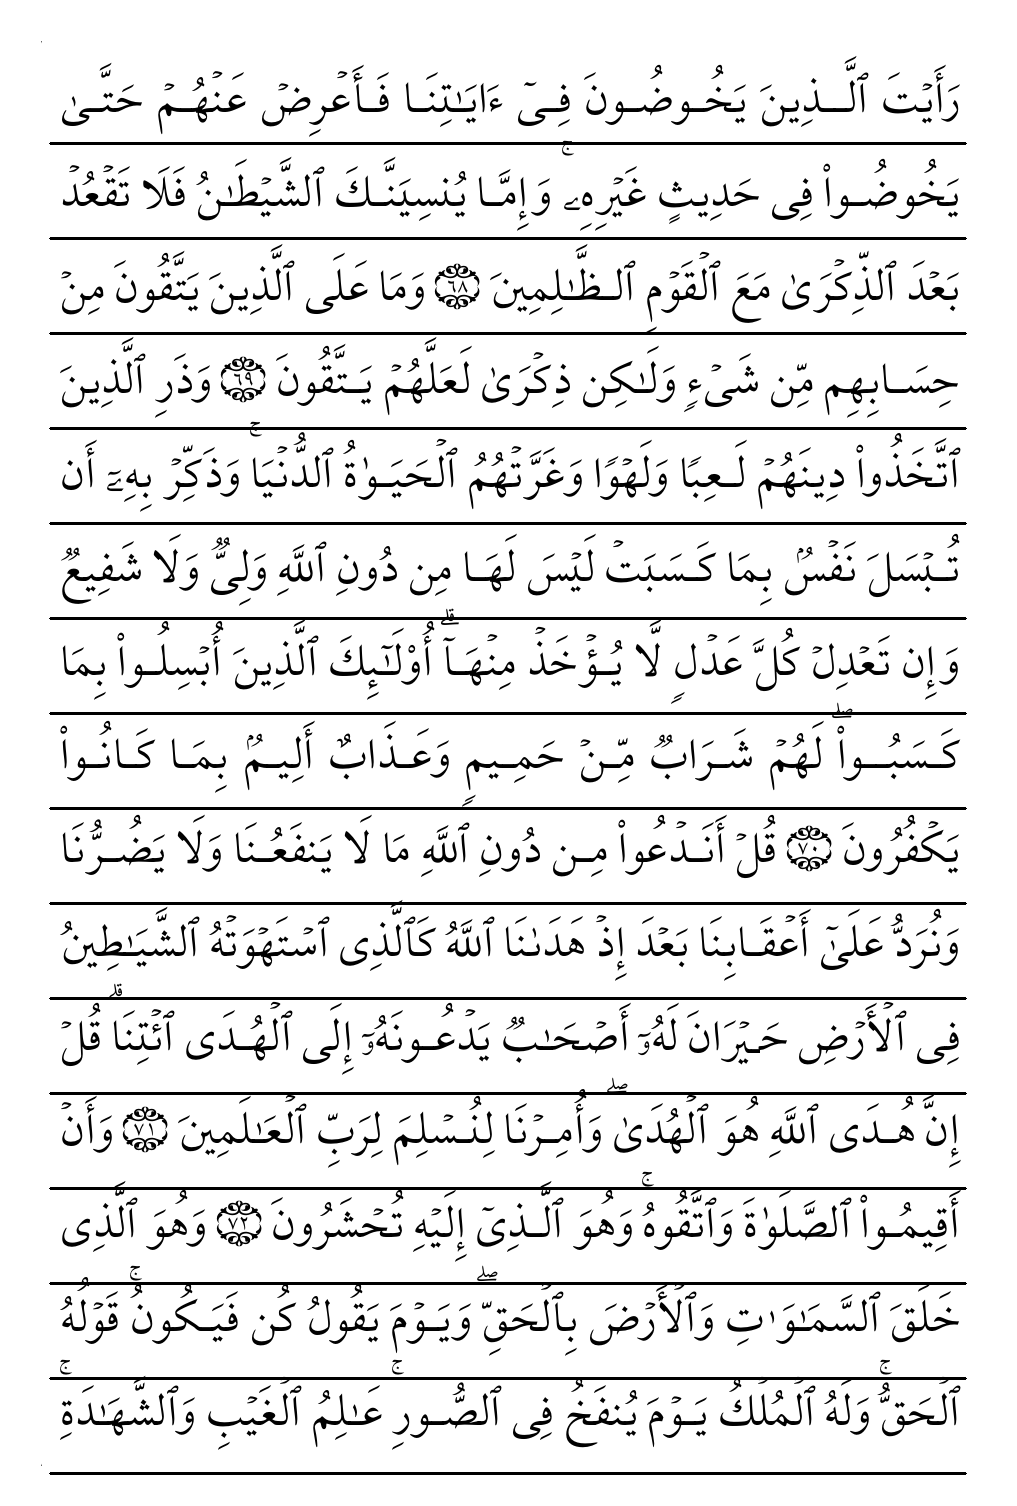 رَأَيۡتَ ٱلَّذِينَ يَخُوضُونَ فِىٓ ءَايَـٰتِنَا فَأَعۡرِضۡ عَنۡهُمۡ حَتَّىٰ
يَخُوضُوا۟ فِى حَدِيثٍ غَيۡرِهِۦۚ وَإِمَّا يُنسِيَنَّكَ ٱلشَّيۡطَـٰنُ فَلَا تَقۡعُدۡ
بَعۡدَ ٱلذِّكۡرَىٰ مَعَ ٱلۡقَوۡمِ ٱلظَّـٰلِمِينَ ٦٨ وَمَا عَلَى ٱلَّذِينَ يَتَّقُونَ مِنۡ
حِسَابِهِم مِّن شَىۡءٍ وَلَـٰكِن ذِكۡرَىٰ لَعَلَّهُمۡ يَتَّقُونَ ٦٩ وَذَرِ ٱلَّذِينَ
ٱتَّخَذُوا۟ دِينَهُمۡ لَعِبًا وَلَهۡوًا وَغَرَّتۡهُمُ ٱلۡحَيَوٰةُ ٱلدُّنۡيَاۚ وَذَكِّرۡ بِهِۦٓ أَن
تُبۡسَلَ نَفۡسُۢ بِمَا كَسَبَتۡ لَيۡسَ لَهَا مِن دُونِ ٱللَّهِ وَلِىٌّ وَلَا شَفِيعٌ
وَإِن تَعۡدِلۡ كُلَّ عَدۡلٍ لَّا يُؤۡخَذۡ مِنۡهَآۗ أُو۟لَـٰٓئِكَ ٱلَّذِينَ أُبۡسِلُوا۟ بِمَا
كَسَبُوا۟ۖ لَهُمۡ شَرَابٌ مِّنۡ حَمِيمٍ وَعَذَابٌ أَلِيمُۢ بِمَا كَانُوا۟
يَكۡفُرُونَ ٧٠ قُلۡ أَنَدۡعُوا۟ مِن دُونِ ٱللَّهِ مَا لَا يَنفَعُنَا وَلَا يَضُرُّنَا
وَنُرَدُّ عَلَىٰٓ أَعۡقَابِنَا بَعۡدَ إِذۡ هَدَىٰنَا ٱللَّهُ كَٱلَّذِى ٱسۡتَهۡوَتۡهُ ٱلشَّيَـٰطِينُ
فِى ٱلۡأَرۡضِ حَيۡرَانَ لَهُۥٓ أَصۡحَـٰبٌ يَدۡعُونَهُۥٓ إِلَى ٱلۡهُدَى ٱئۡتِنَاۗ قُلۡ
إِنَّ هُدَى ٱللَّهِ هُوَ ٱلۡهُدَىٰۖ وَأُمِرۡنَا لِنُسۡلِمَ لِرَبِّ ٱلۡعَـٰلَمِينَ ٧١ وَأَنۡ
أَقِيمُوا۟ ٱلصَّلَوٰةَ وَٱتَّقُوهُۚ وَهُوَ ٱلَّذِىٓ إِلَيۡهِ تُحۡشَرُونَ ٧٢ وَهُوَ ٱلَّذِى
خَلَقَ ٱلسَّمَـٰوَٰتِ وَٱلۡأَرۡضَ بِٱلۡحَقِّۖ وَيَوۡمَ يَقُولُ كُن فَيَكُونُۚ قَوۡلُهُ
ٱلۡحَقُّۚ وَلَهُ ٱلۡمُلۡكُ يَوۡمَ يُنفَخُ فِى ٱلصُّورِۚ عَـٰلِمُ ٱلۡغَيۡبِ وَٱلشَّهَـٰدَةِۚ